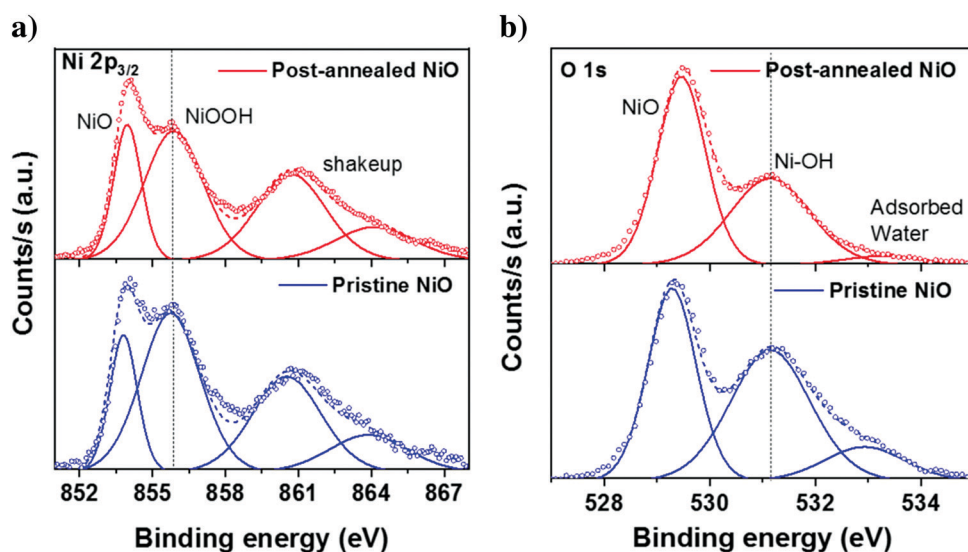 a)
Ni 2p3/2
Post-annealed NiO
NiO
NiOOH
shakeup
Pristine NiO
Counts/s (a.u.)
852 855 858 861 864 867
Binding energy (eV)
b)
O 1s
Post-annealed NiO
NiO
Ni-OH
Adsorbed
Water
Pristine NiO
Counts/s (a.u.)
528 530 532 534
Binding energy (eV)